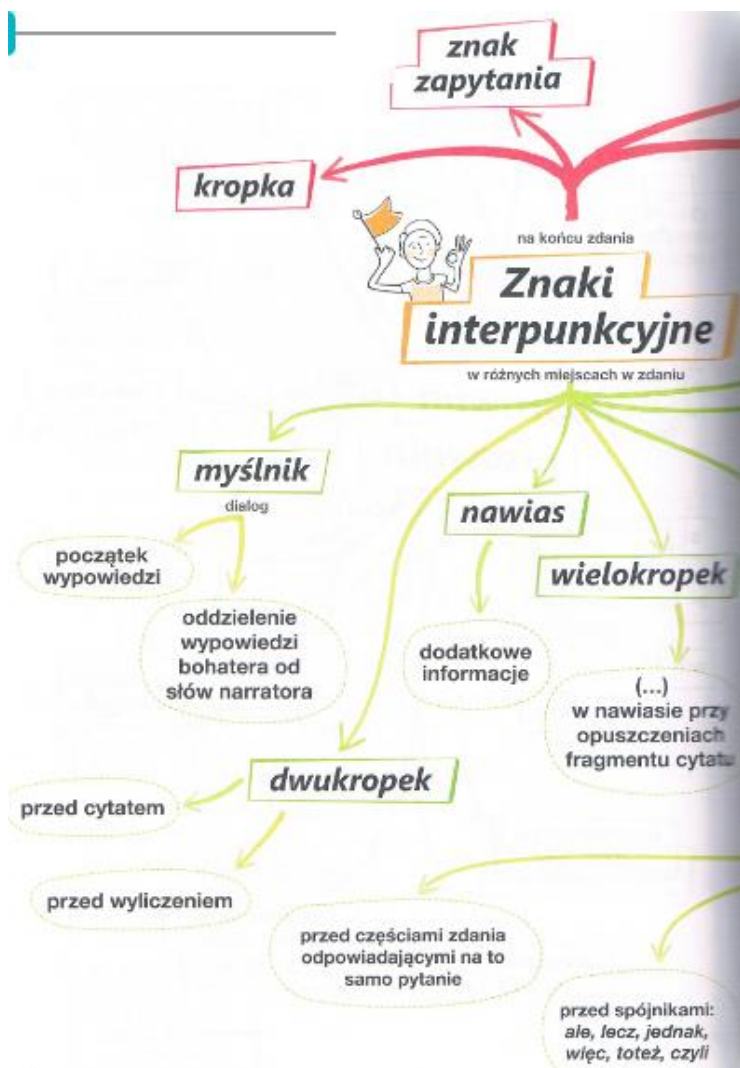 znak
zapytania
kropka
na końcu zdania
Znaki
interpunkcyjne
w różnych miejscach w zdaniu
myślnik
dialog
początek
wypowiedzi
oddzielenie
wypowiedzi
bohatera od
słów narratora
nawias
dodatkowe
informacje
wielokropek
(...)
w nawiasie przy
opuszczeniach
fragmentu cytatu
dwukropek
przed cytatem
przed wyliczeniem
przed częściami zdania
odpowiadającymi na to
samo pytanie
przed spójnikami:
ale, lecz, jednak,
więc, toteż, czyli